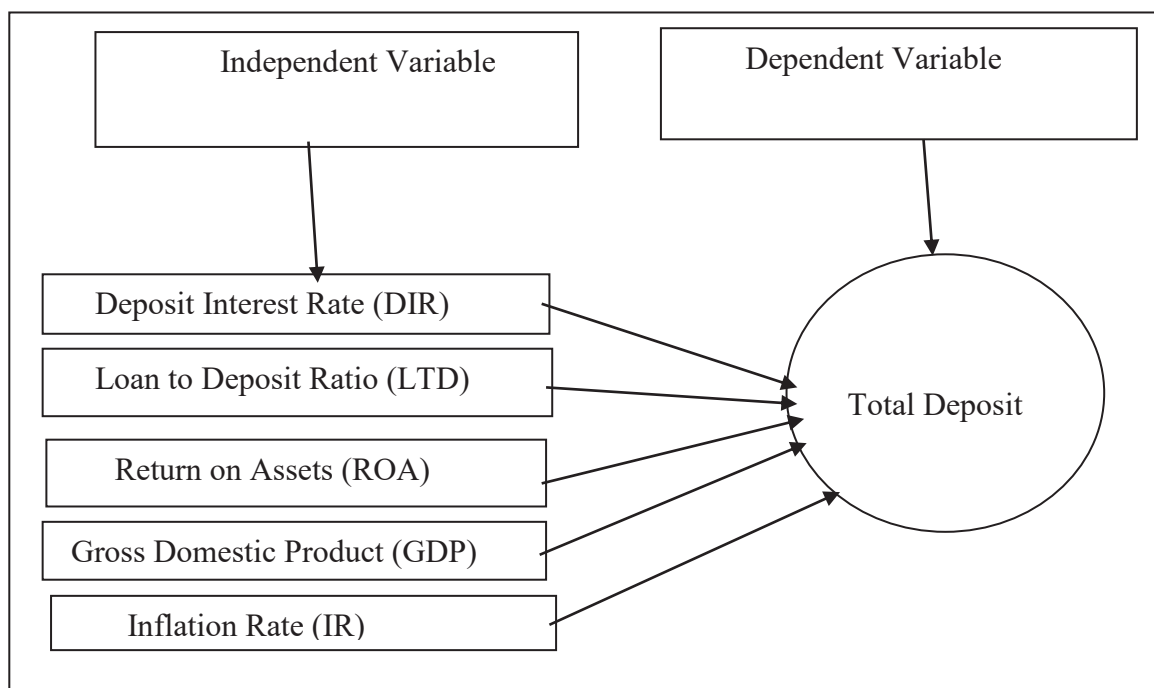 Independent Variable
Dependent Variable
Deposit Interest Rate (DIR)
Loan to Deposit Ratio (LTD)
Return on Assets (ROA)
Gross Domestic Product (GDP)
Inflation Rate (IR)
Total Deposit